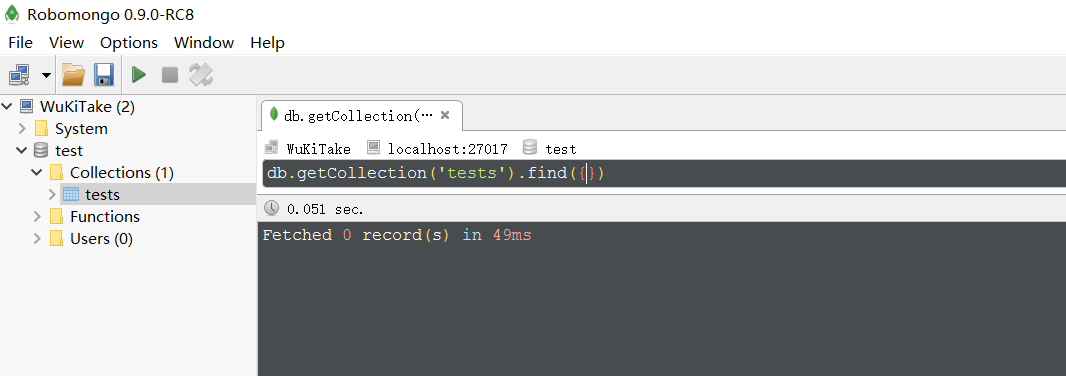 Robomongo 0.9.0-RC8
File View Options Window Help
WuKiTake (2)
System
test
Collections (1)
tests
Functions
Users (0)
db.getCollection(···
WuKiTake localhost:27017 test
db.getCollection('tests').find({})
0.051 sec.
Fetched 0 record(s) in 49ms